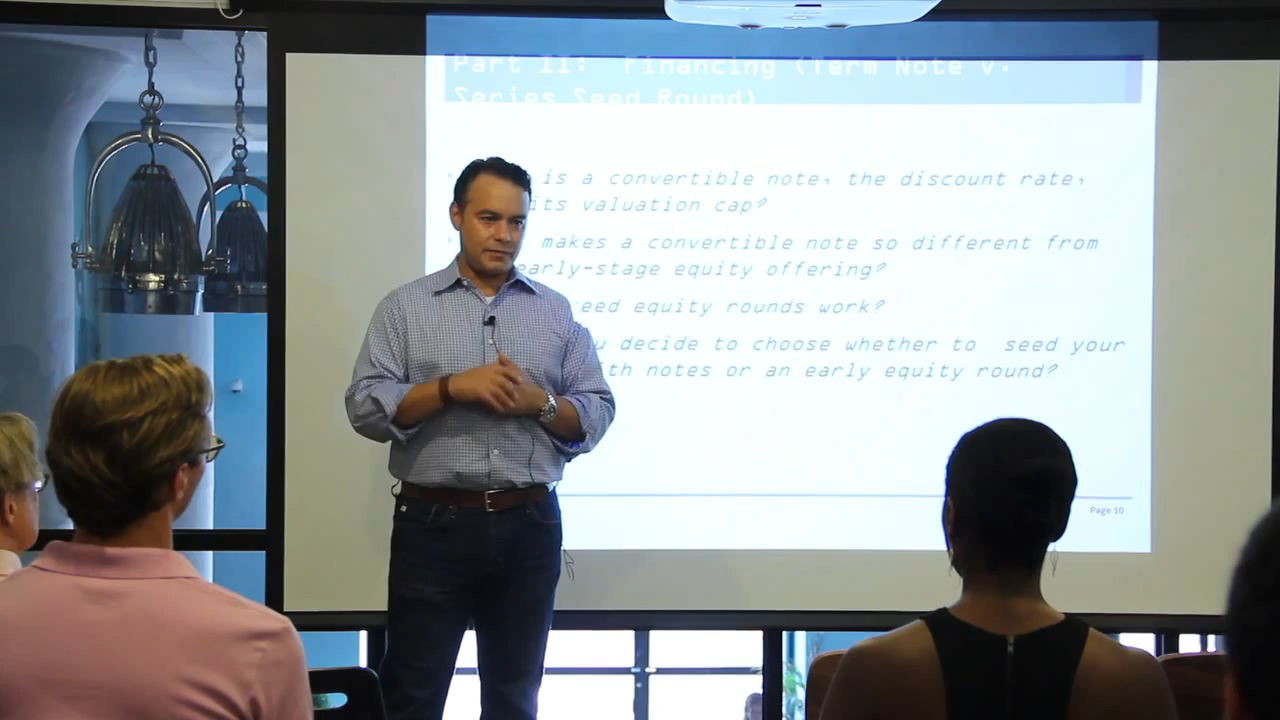 Part II: Financing (Term Note v.
Series Seed Round)
is a convertible note, the discount rate,
its valuation cap?
makes a convertible note so different from
early-stage equity offering?
seed equity rounds work?
decide to choose whether to seed your
with notes or an early equity round?
Page 10